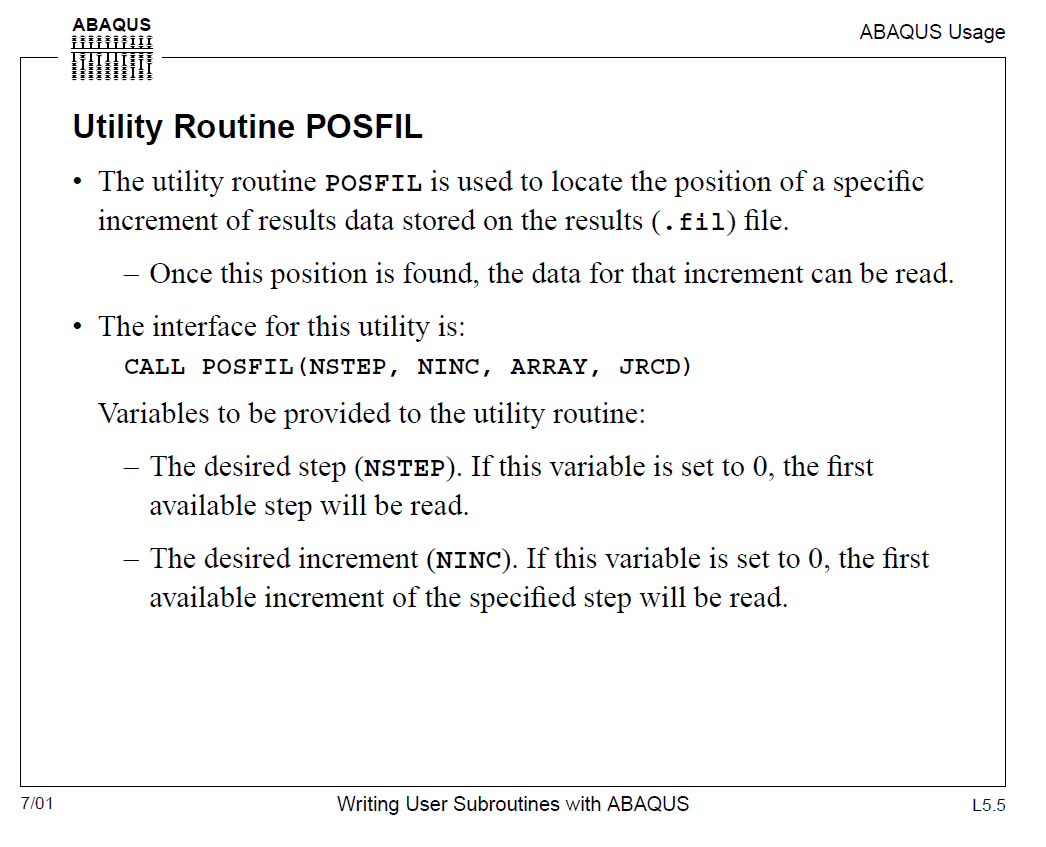 ABAQUS
ABAQUS Usage
Utility Routine POSFIL
• The utility routine POSFIL is used to locate the position of a specific
increment of results data stored on the results (.fil) file.
– Once this position is found, the data for that increment can be read.
• The interface for this utility is:
CALL POSFIL(NSTEP, NINC, ARRAY, JRCD)
Variables to be provided to the utility routine:
– The desired step (NSTEP). If this variable is set to 0, the first
available step will be read.
– The desired increment (NINC). If this variable is set to 0, the first
available increment of the specified step will be read.
7/01
Writing User Subroutines with ABAQUS
L5.5